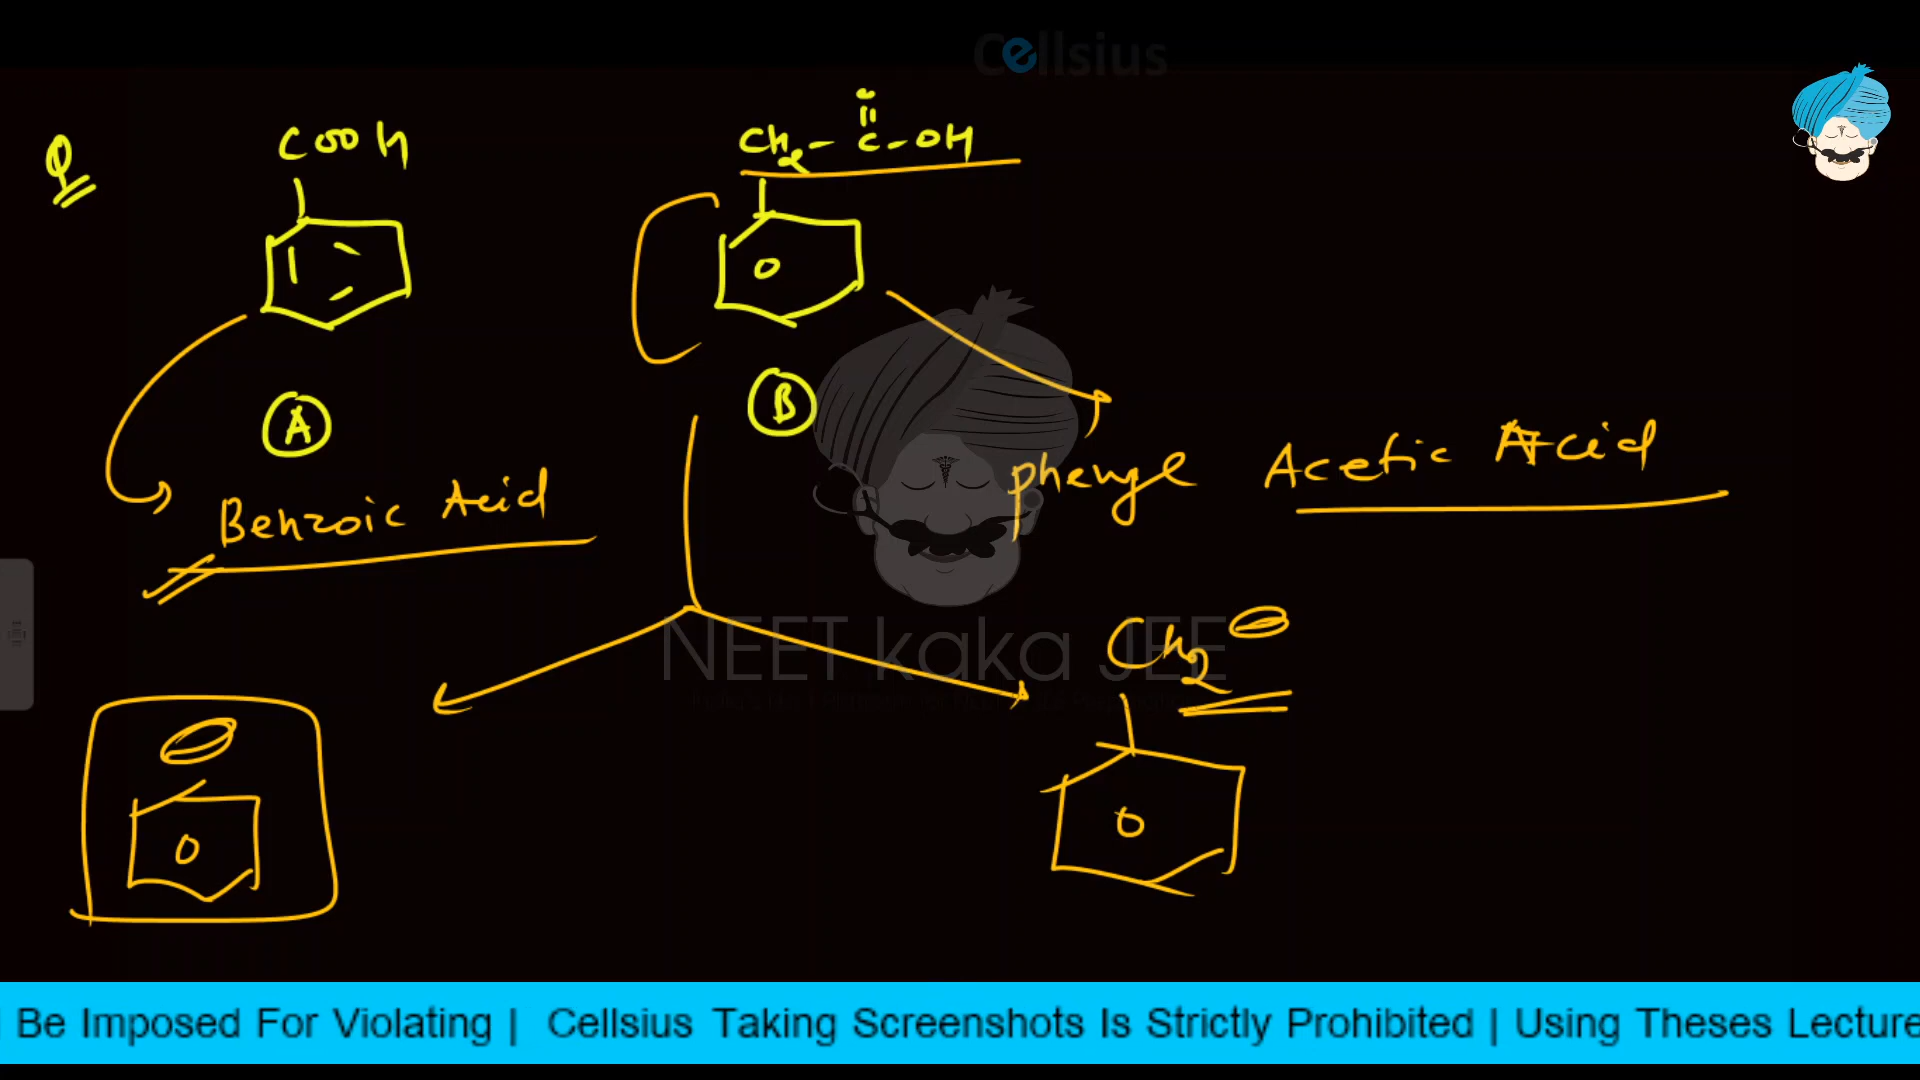 Cellsius
Q
COOH
CH2 - C - OH
O
A
B
phenyl Acetic Acid
Benzoic Acid
NEET kaka JEE
CH2 ⊖
⊖
O
O
Be Imposed For Violating | Cellsius Taking Screenshots Is Strictly Prohibited | Using Theses Lecture